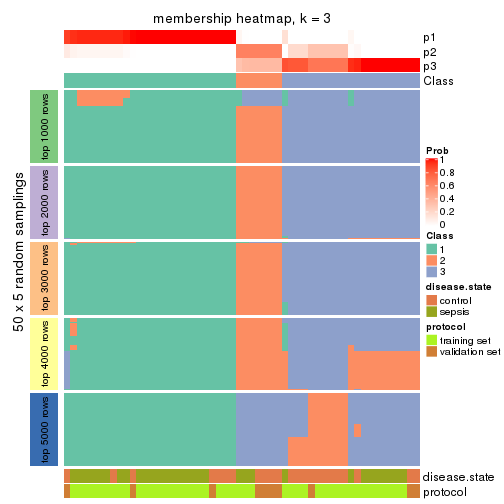 membership heatmap, k = 3
p1
p2
p3
Class
50 x 5 random samplings
top 1000 rows
top 2000 rows
top 3000 rows
top 4000 rows
top 5000 rows
disease.state
protocol
Prob
1
0.8
0.6
0.4
0.2
0
Class
1
2
3
disease.state
control
sepsis
protocol
training set
validation set